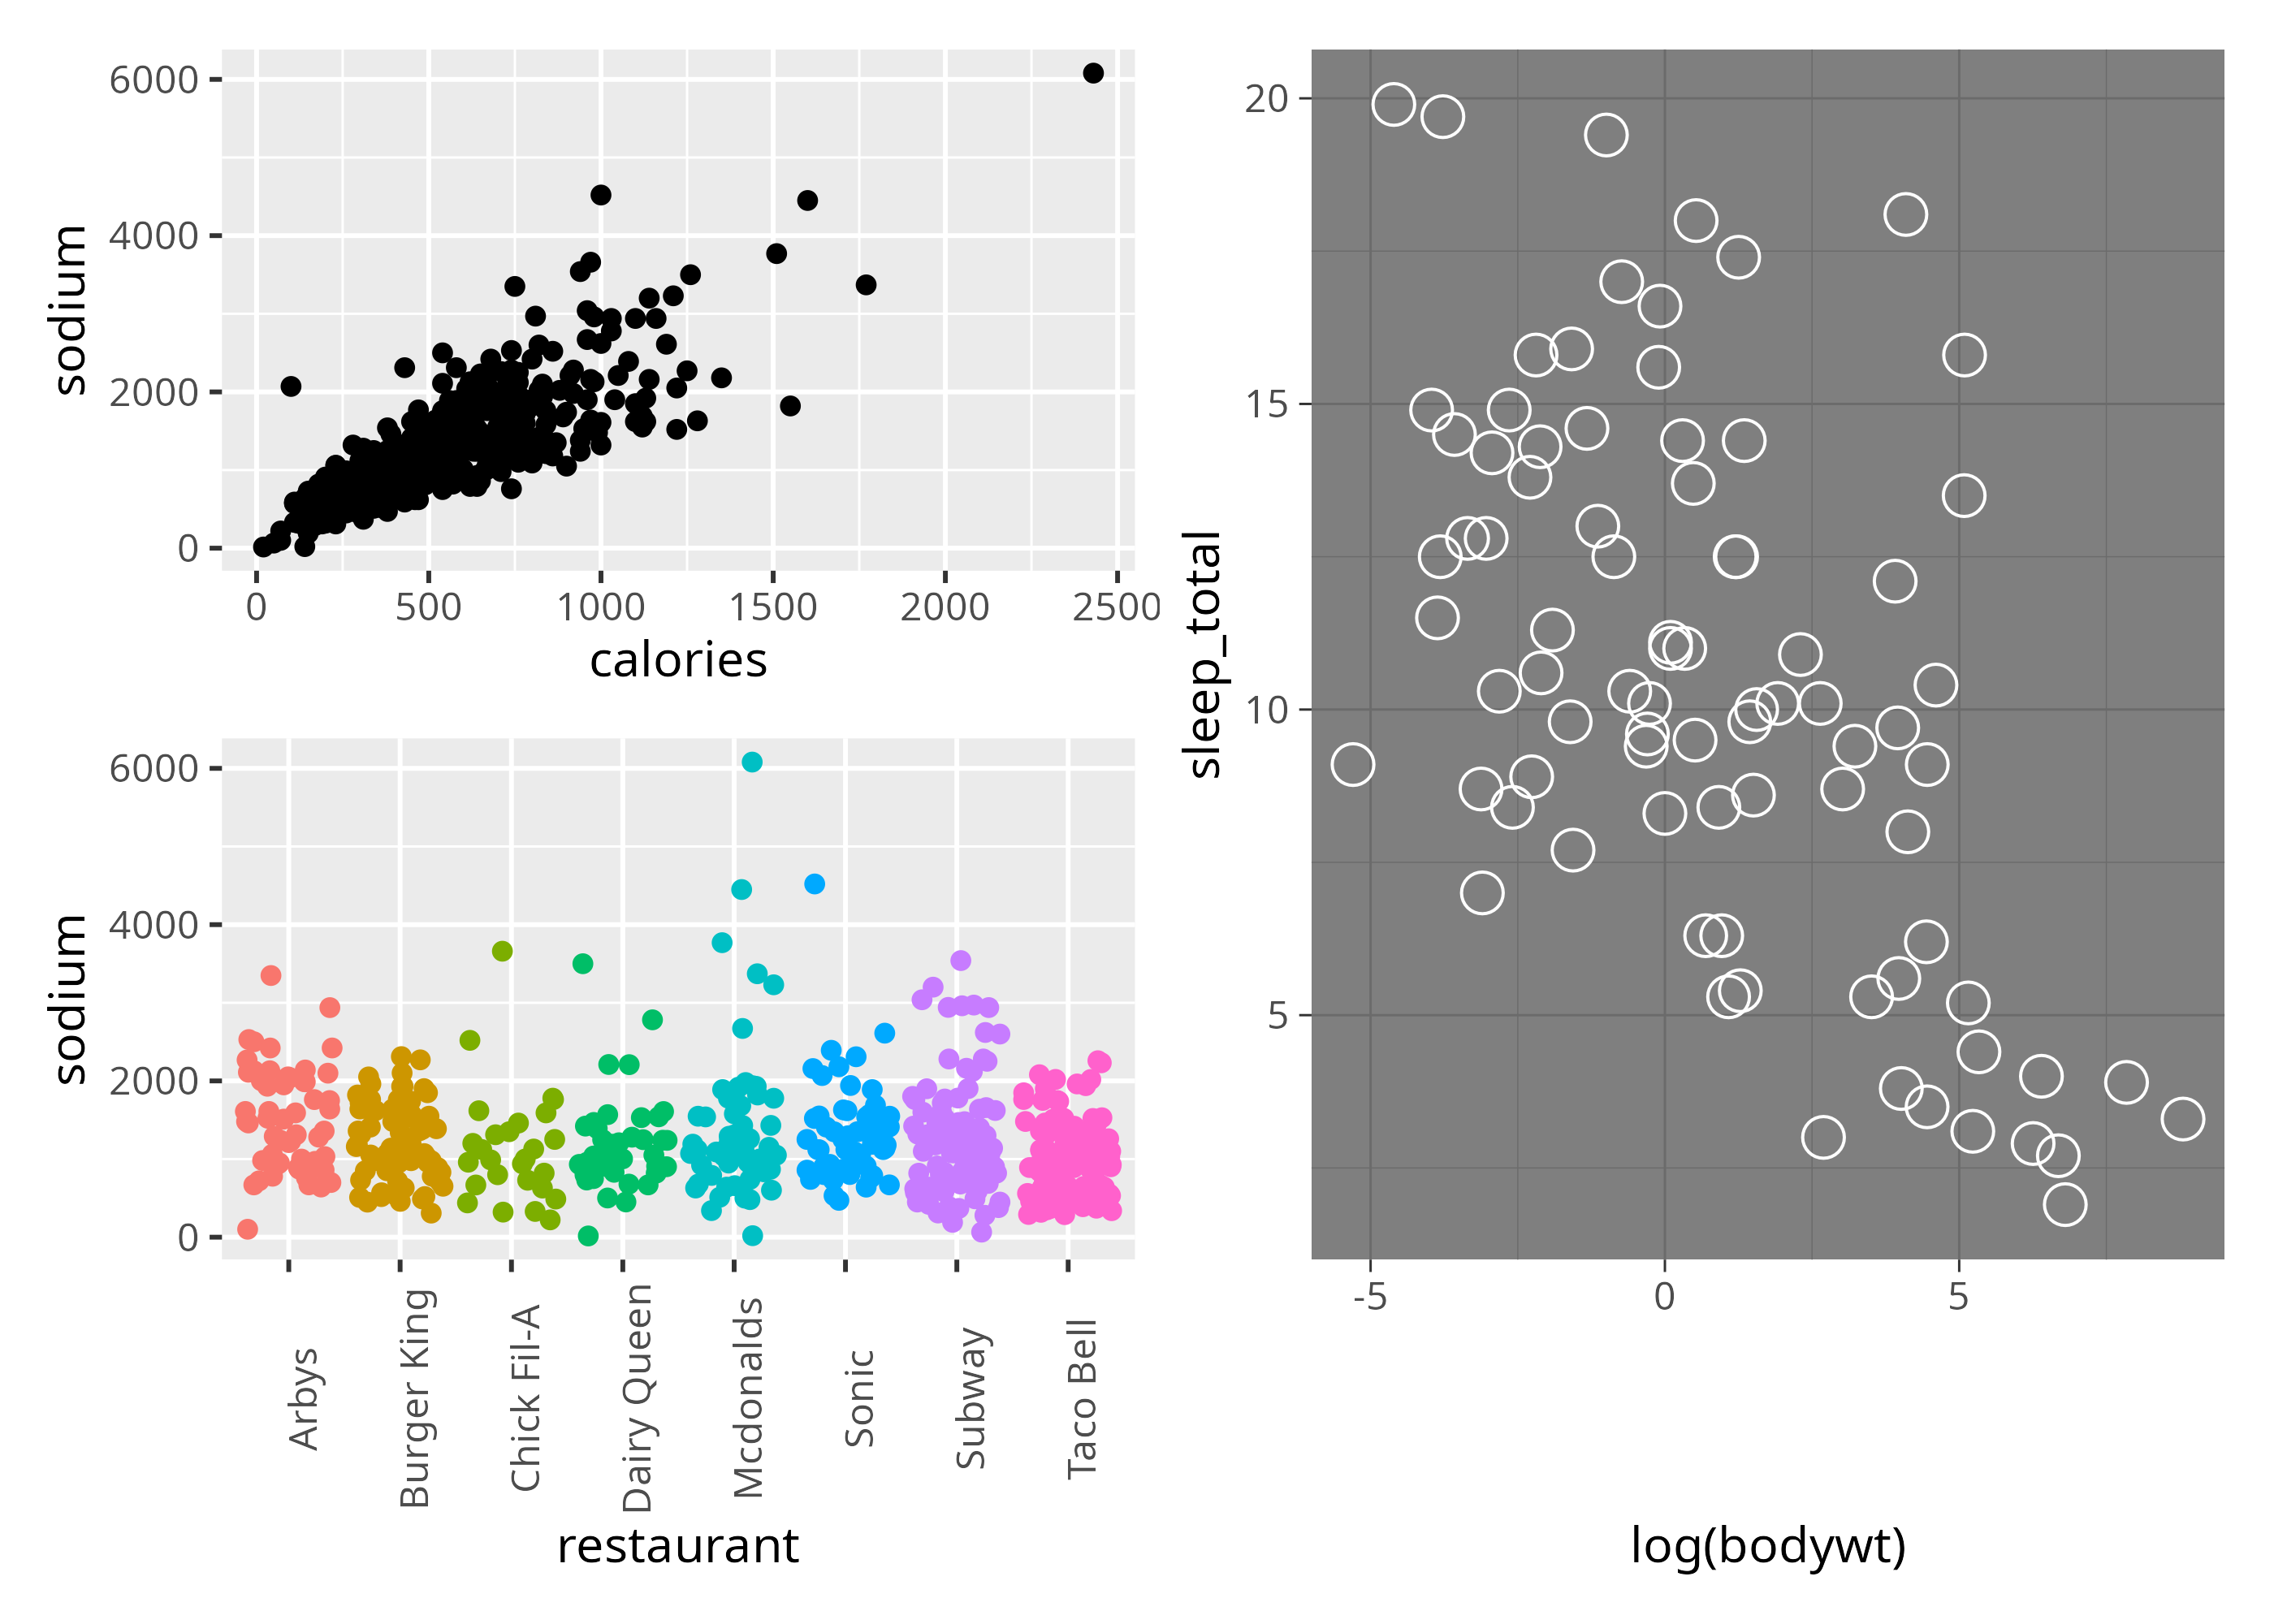 sodium
6000
4000
2000
0
0 500 1000 1500 2000 2500
calories
sodium
6000
4000
2000
0
Arbys
Burger King
Chick Fil-A
Dairy Queen
Mcdonalds
Sonic
Subway
Taco Bell
restaurant
sleep_total
20
15
10
5
-5 0 5
log(bodywt)